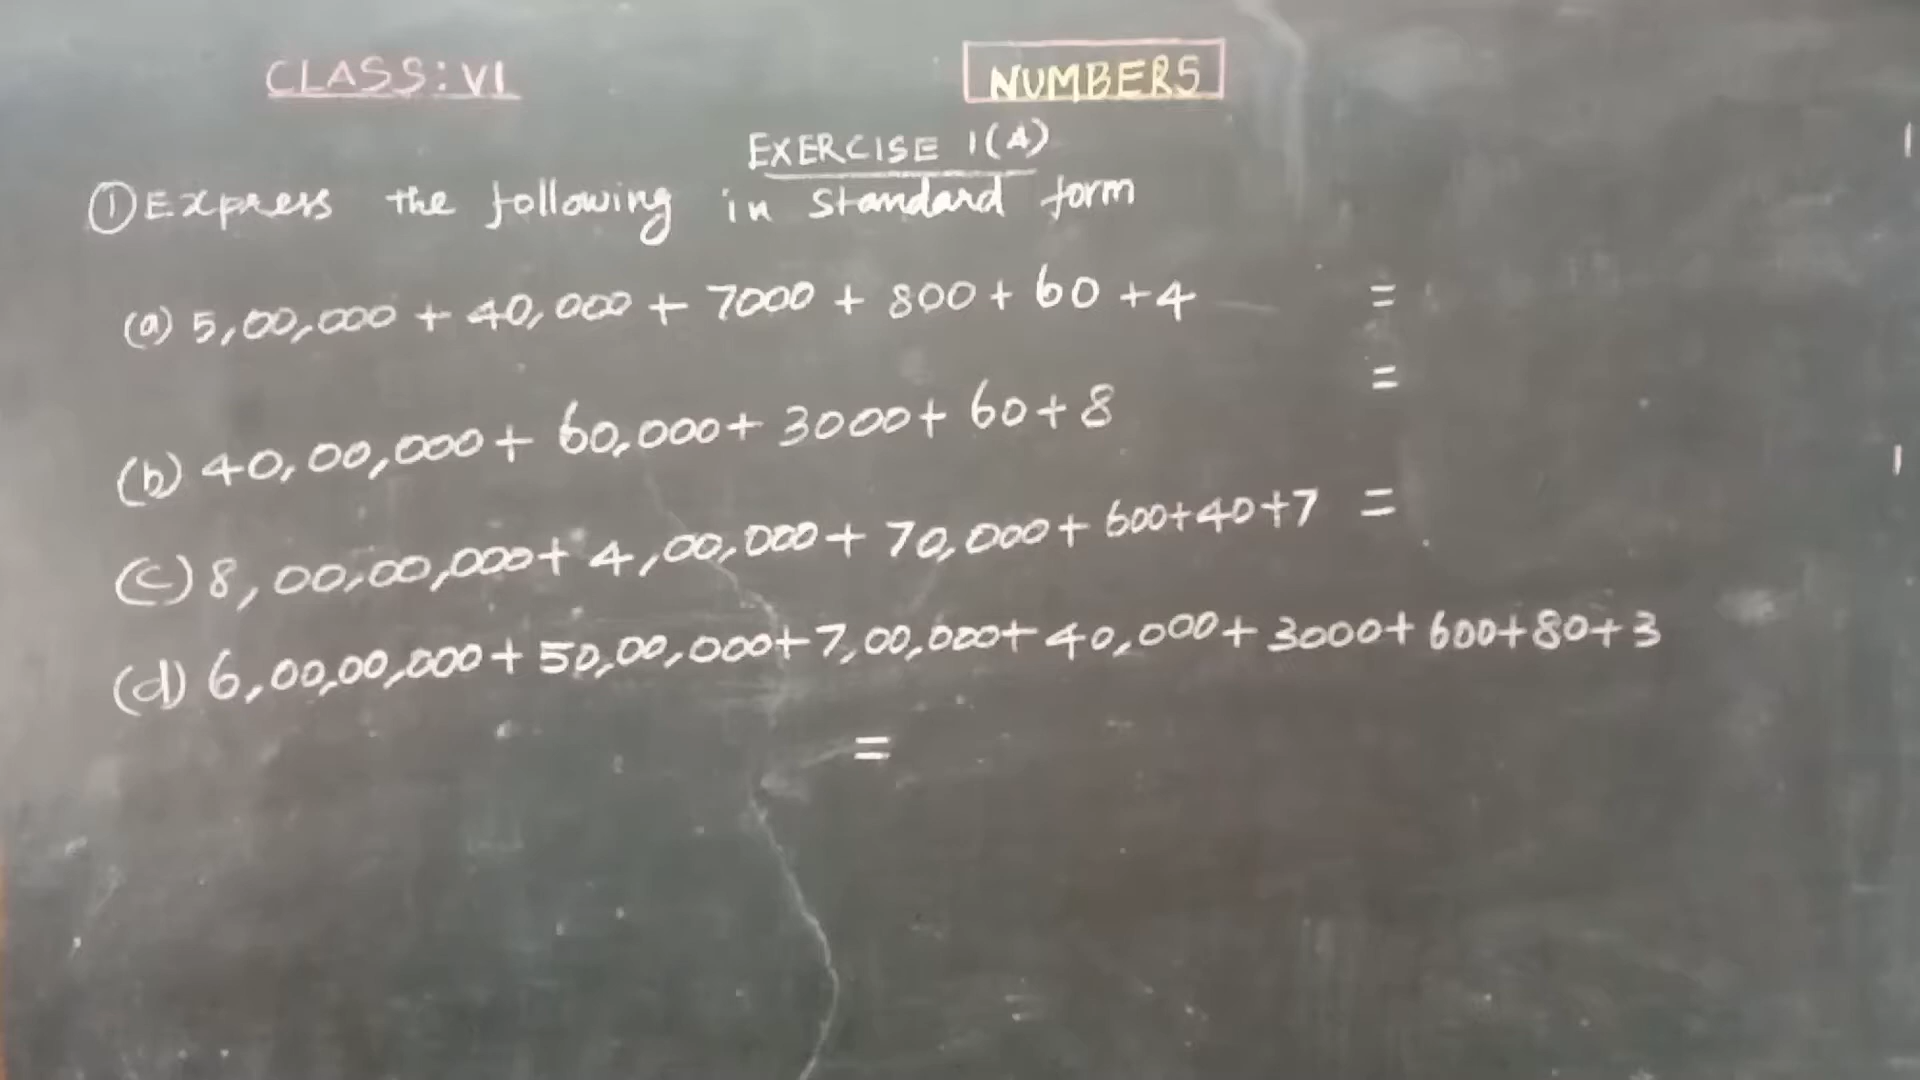 CLASS: VI
NUMBERS
EXERCISE 1(A)
① Express the following in standard form
(a) 5,00,000 + 40,000 + 7000 + 800 + 60 + 4 =
=
(b) 40,00,000 + 60,000 + 3000 + 60 + 8
(c) 8,00,00,000 + 4,00,000 + 70,000 + 600 + 40 + 7 =
(d) 6,00,00,000 + 50,00,000 + 7,00,000 + 40,000 + 3000 + 600 + 80 + 3
=